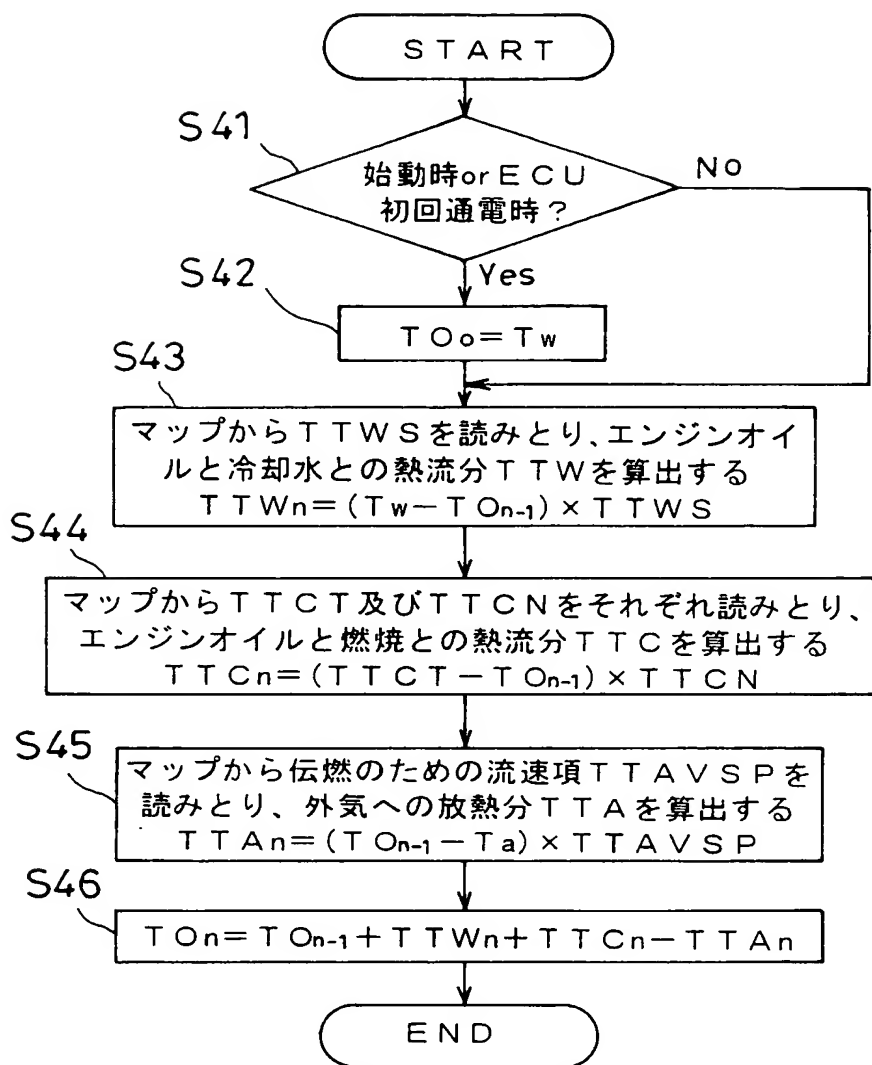 START
S41
始動時orECU
初回通電時？
No
Yes
S42
TOo=Tw
S43
マップからTTWSを読みとり、エンジンオイ
ルと冷却水との熱流分TTWを算出する
TTWn=(Tw-TOn-1)×TTWS
S44
マップからTTCT及びTTCNをそれぞれ読みとり、
エンジンオイルと燃焼との熱流分TTCを算出する
TTCn=(TTCT-TOn-1)×TTCN
S45
マップから伝燃のための流速項TTAVSPを
読みとり、外気への放熱分TTAを算出する
TTAn=(TOn-1-Ta)×TTAVSP
S46
TOn=TOn-1+TTWn+TTCn-TTAn
END